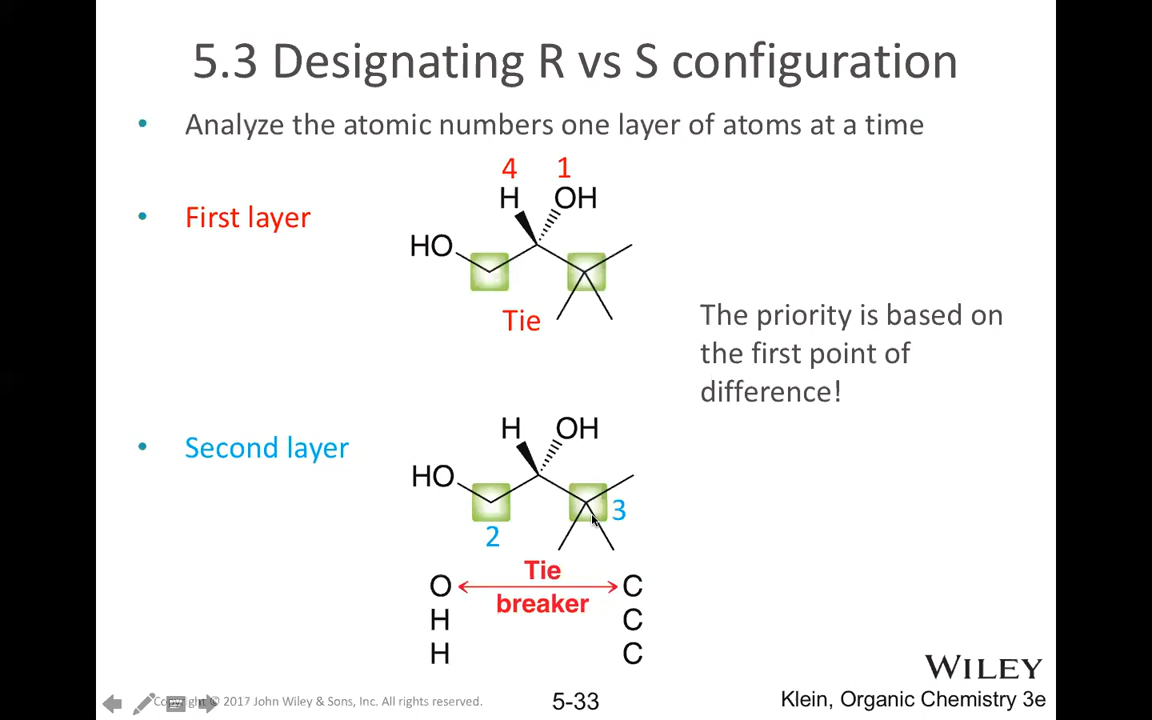 5.3 Designating R vs S configuration
• Analyze the atomic numbers one layer of atoms at a time
4 1
H OH
• First layer
HO
Tie
The priority is based on
the first point of
difference!
H OH
• Second layer
HO
3
2
Tie
O C
breaker
H C
H C
WILEY
Copyright © 2017 John Wiley & Sons, Inc. All rights reserved.
5-33
Klein, Organic Chemistry 3e